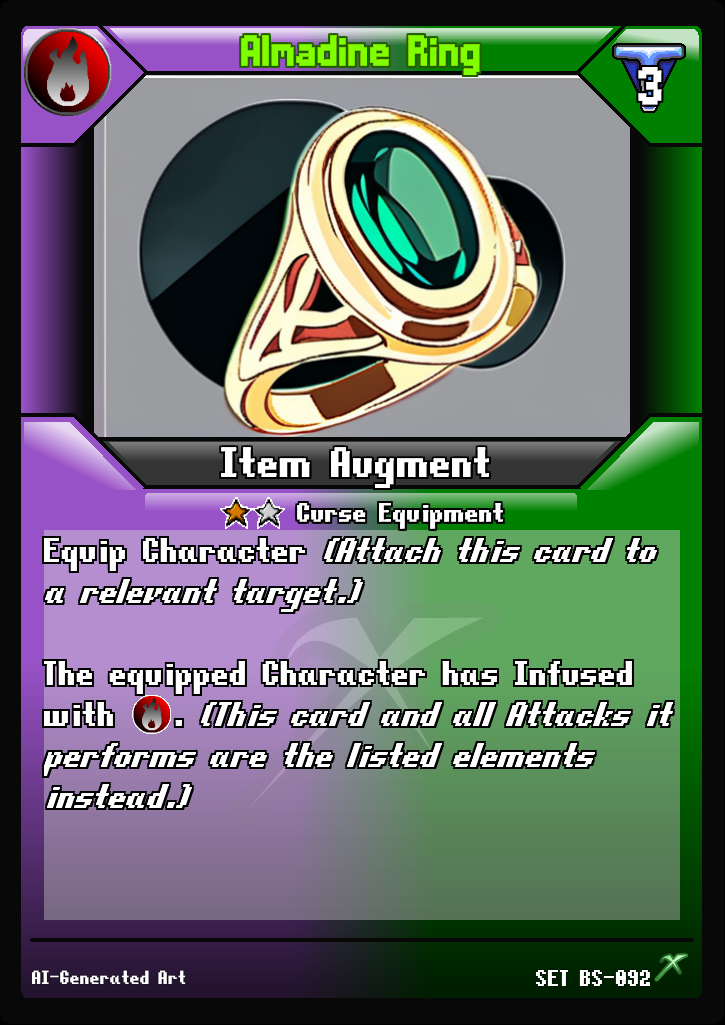 Almadine Ring
3
Item Augment
Curse Equipment
Equip Character (Attach this card to
a relevant target.)
The equipped Character has Infused
with . (This card and all Attacks it
performs are the listed elements
instead.)
AI-Generated Art
SET BS-092